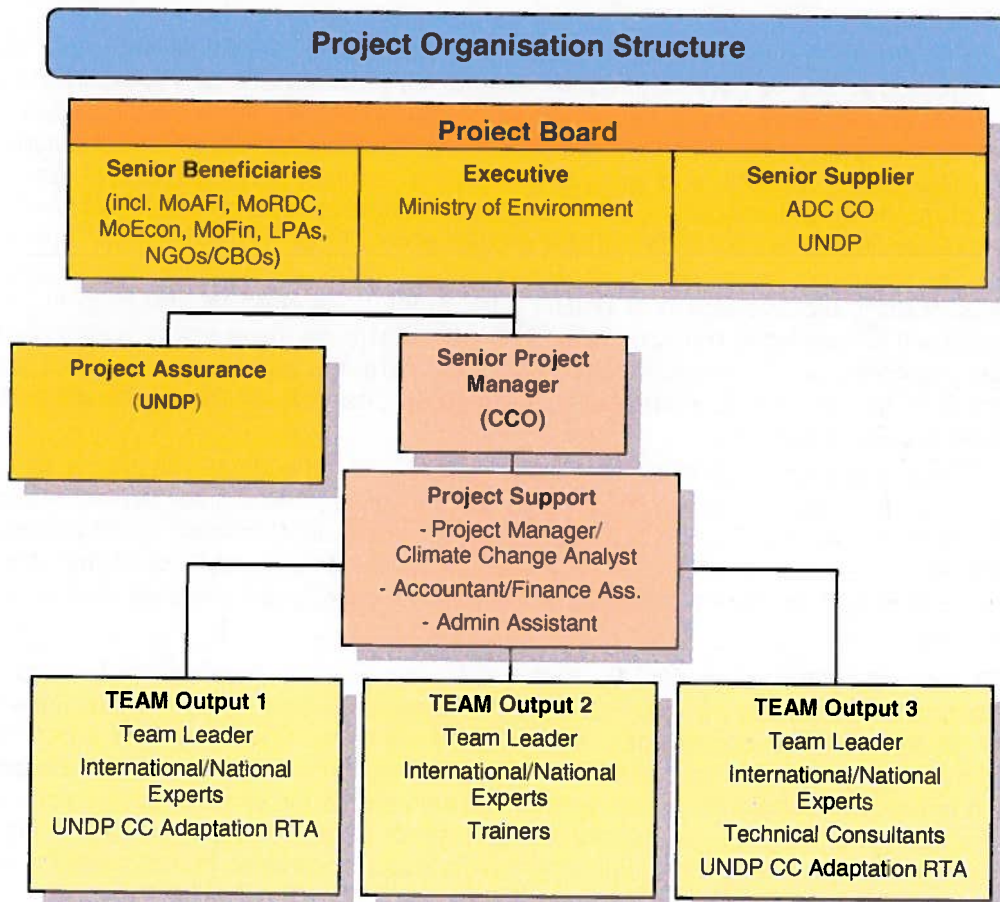 Project Organisation Structure
Project Board
Senior Beneficiaries
(incl. MoAFI, MoRDC,
MoEcon, MoFin, LPAs,
NGOs/CBOs)
Executive
Ministry of Environment
Senior Supplier
ADC CO
UNDP
Project Assurance
(UNDP)
Senior Project
Manager
(CCO)
Project Support
- Project Manager/
Climate Change Analyst
- Accountant/Finance Ass.
- Admin Assistant
TEAM Output 1
Team Leader
International/National
Experts
UNDP CC Adaptation RTA
TEAM Output 2
Team Leader
International/National
Experts
Trainers
TEAM Output 3
Team Leader
International/National
Experts
Technical Consultants
UNDP CC Adaptation RTA